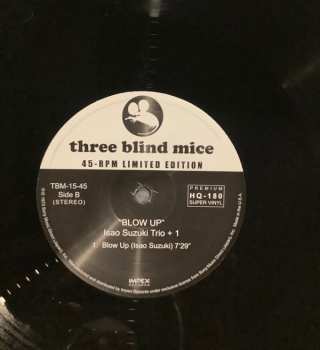 three blind mice
45-RPM LIMITED EDITION
TBM-15-45
Side B
(STEREO)
PREMIUM
HQ-180
SUPER VINYL
"BLOW UP"
Isao Suzuki Trio + 1
1. Blow Up (Isao Suzuki) 7'29"
IMPEX
RECORDS